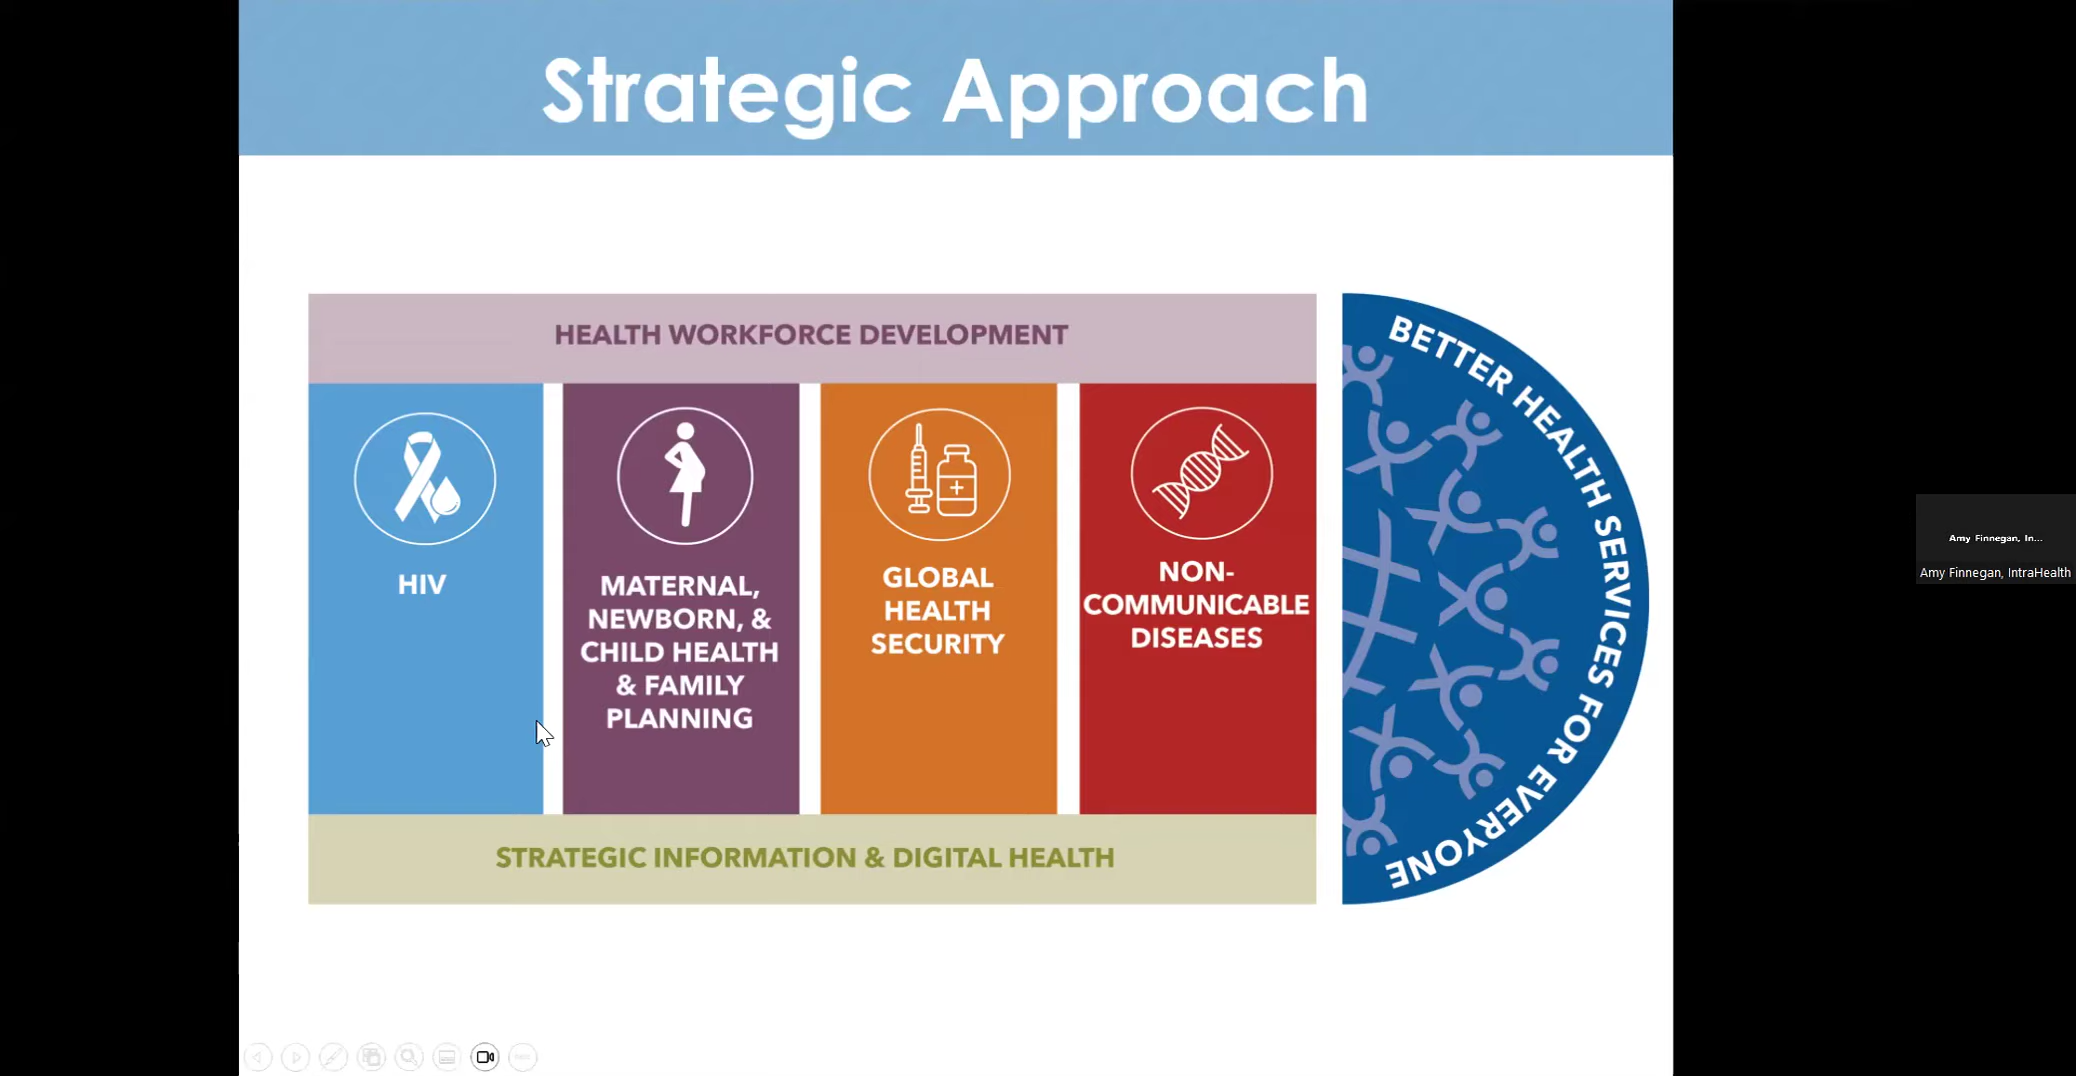 Strategic Approach
HEALTH WORKFORCE DEVELOPMENT
HIV
MATERNAL,
NEWBORN, &
CHILD HEALTH
& FAMILY
PLANNING
GLOBAL
HEALTH
SECURITY
NON-
COMMUNICABLE
DISEASES
STRATEGIC INFORMATION & DIGITAL HEALTH
BETTER HEALTH SERVICES FOR EVERYONE
Amy Finnegan, In...
Amy Finnegan, IntraHealth